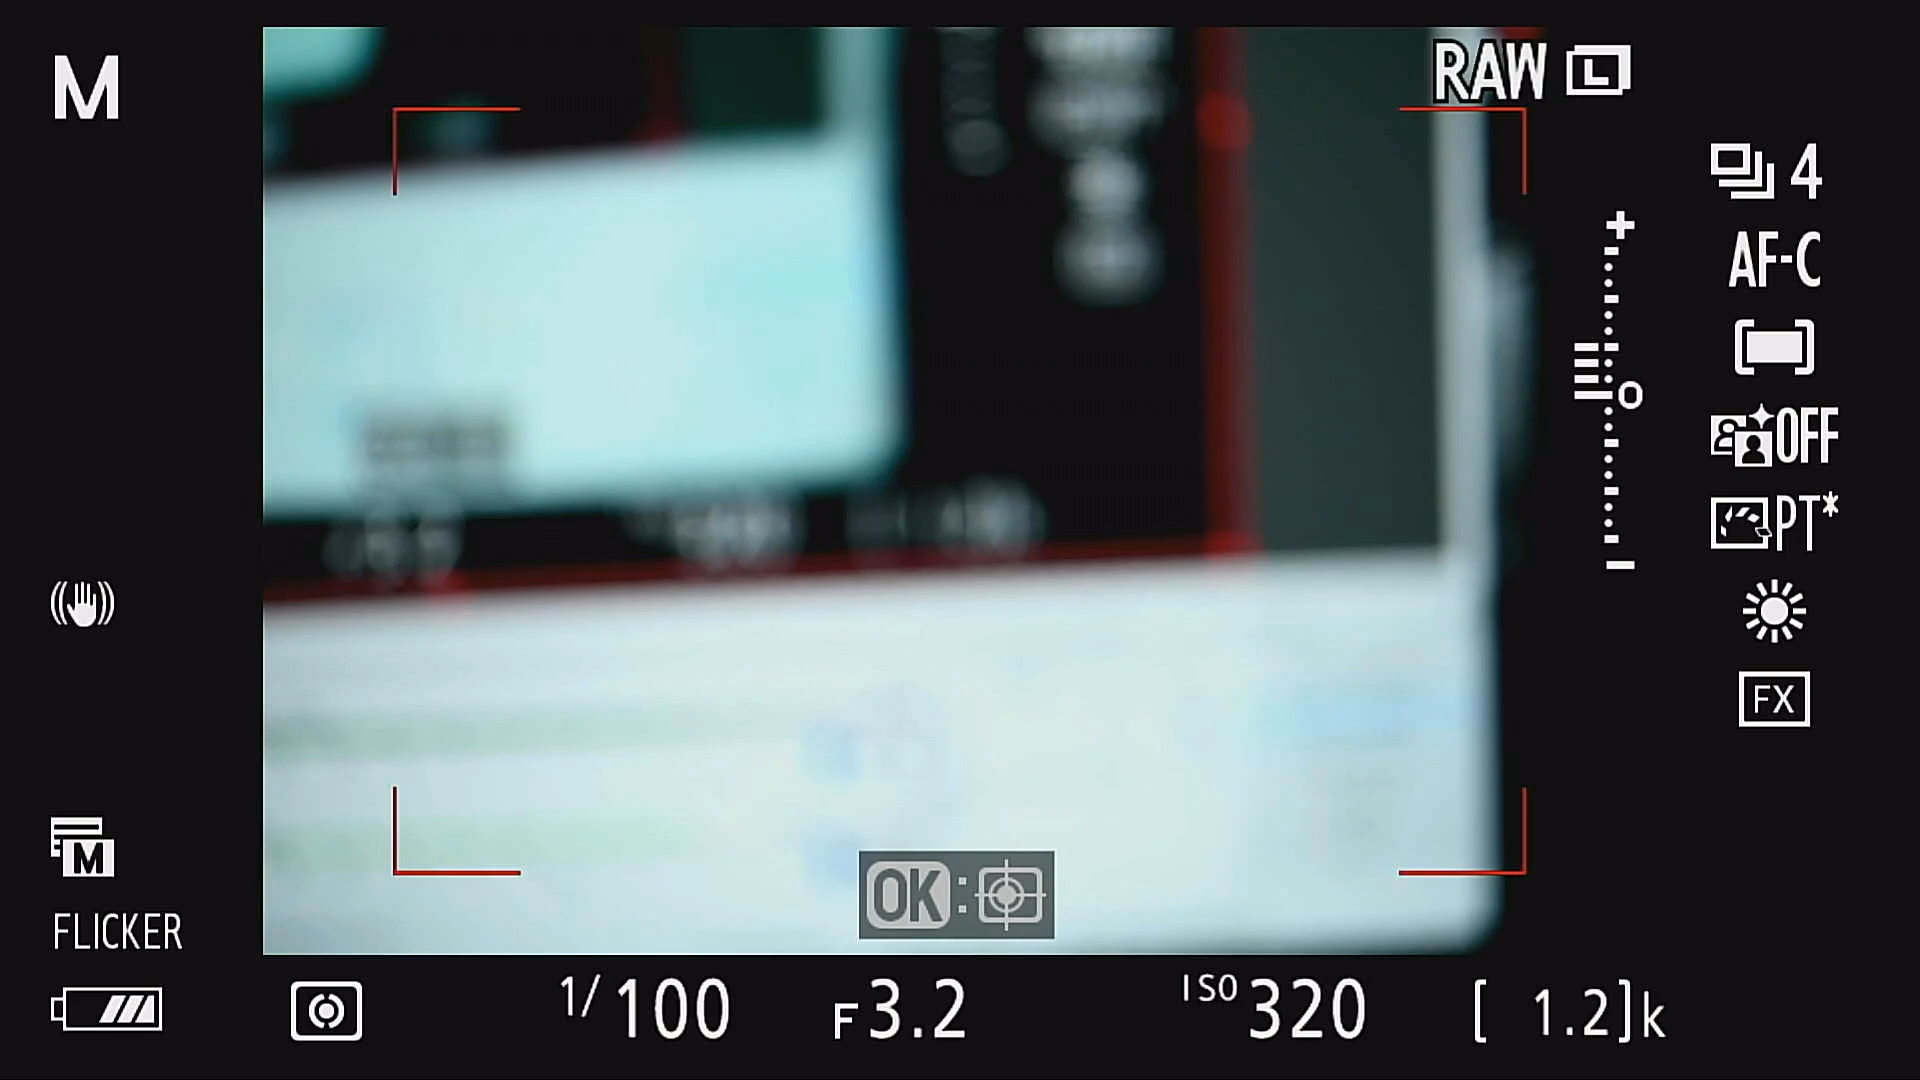 M
RAW L
4
AF-C
OFF
PT*
FX
M
FLICKER
OK:
1/100 F3.2 ISO 320 [ 1.2]k